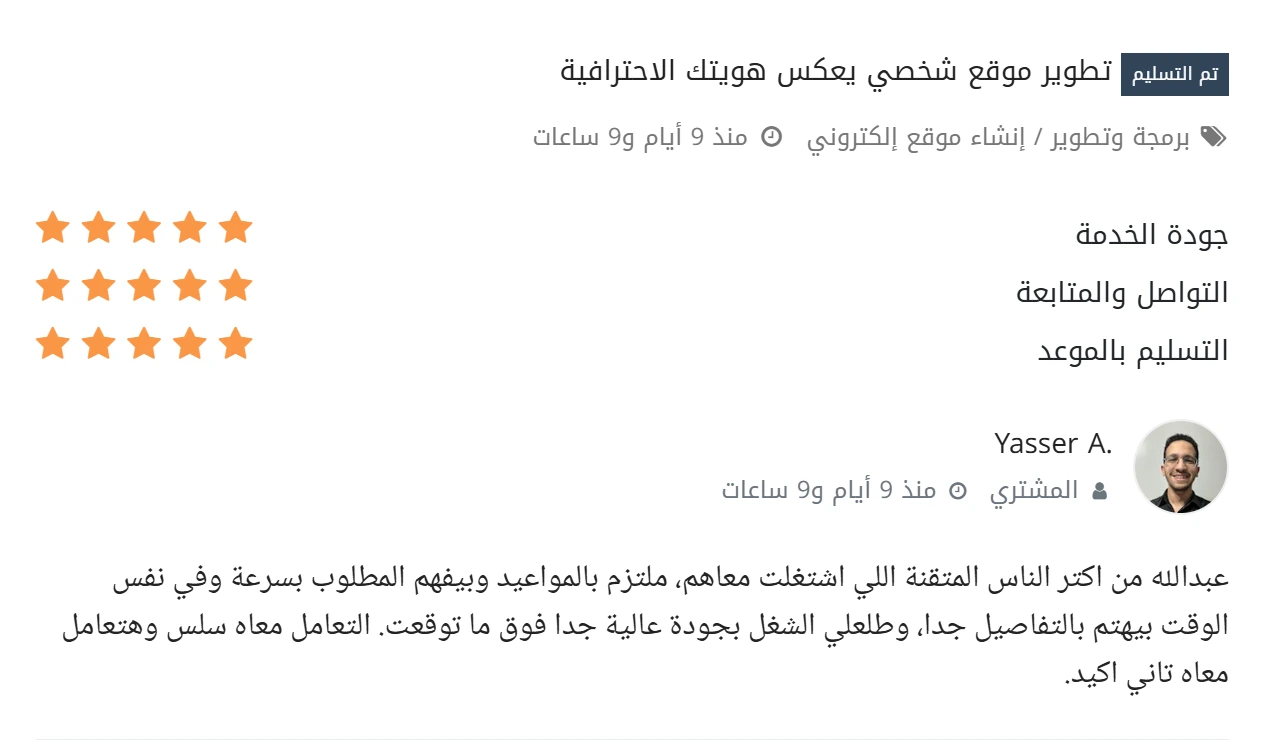 تم التسليم تطوير موقع شخصي يعكس هويتك الاحترافية
برمجة وتطوير / إنشاء موقع إلكتروني منذ 9 أيام و9 ساعات
جودة الخدمة
التواصل والمتابعة
التسليم بالموعد
Yasser A.
المشتري منذ 9 أيام و9 ساعات
عبدالله من اكتر الناس المتقنة اللي اشتغلت معاهم، ملتزم بالمواعيد وبيفهم المطلوب بسرعة وفي نفس
الوقت بيهتم بالتفاصيل جدا، وطلعلي الشغل بجودة عالية جدا فوق ما توقعت. التعامل معاه سلس وهتعامل
معاه تاني اكيد.